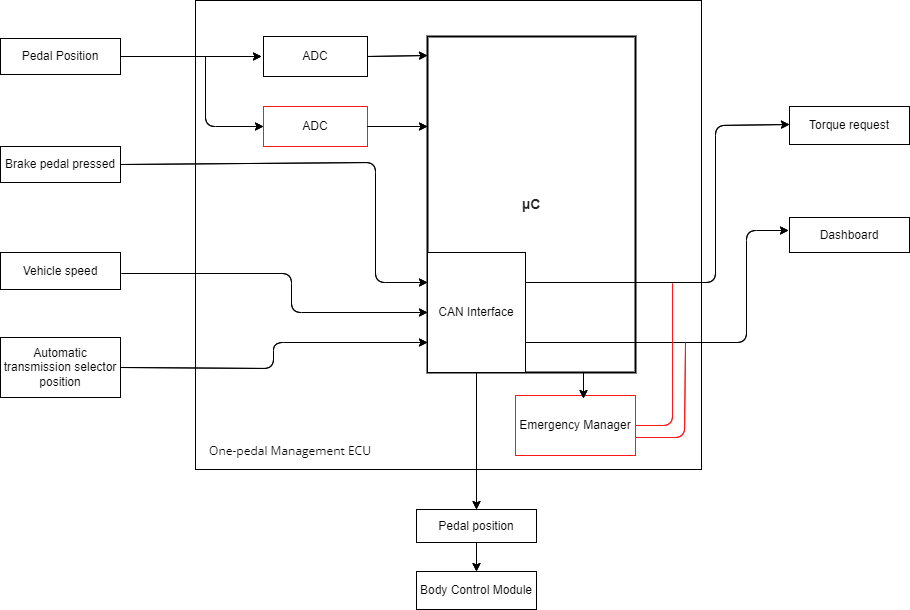 Pedal Position
ADC
ADC
Torque request
Brake pedal pressed
µC
Dashboard
Vehicle speed
CAN Interface
Automatic
transmission selector
position
Emergency Manager
One-pedal Management ECU
Pedal position
Body Control Module